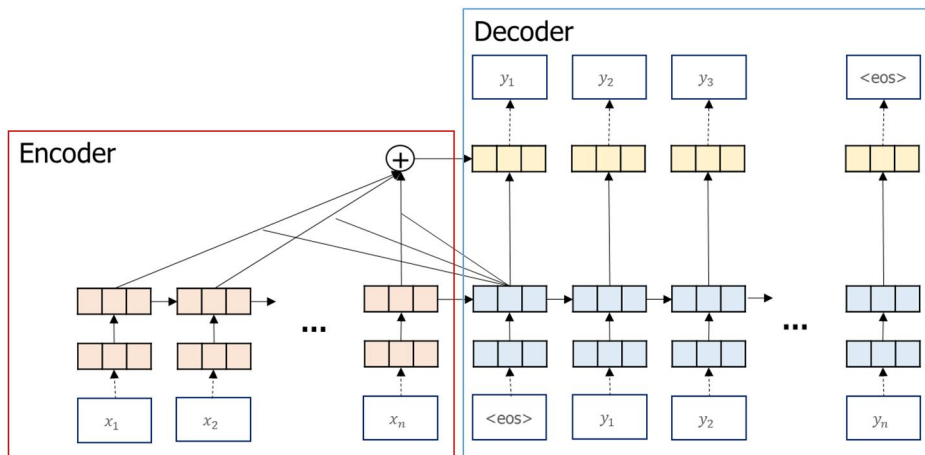 Decoder
y₁ y₂ y₃ <eos>
Encoder
+
... ...
x₁ x₂ xₙ <eos> y₁ y₂ yₙ